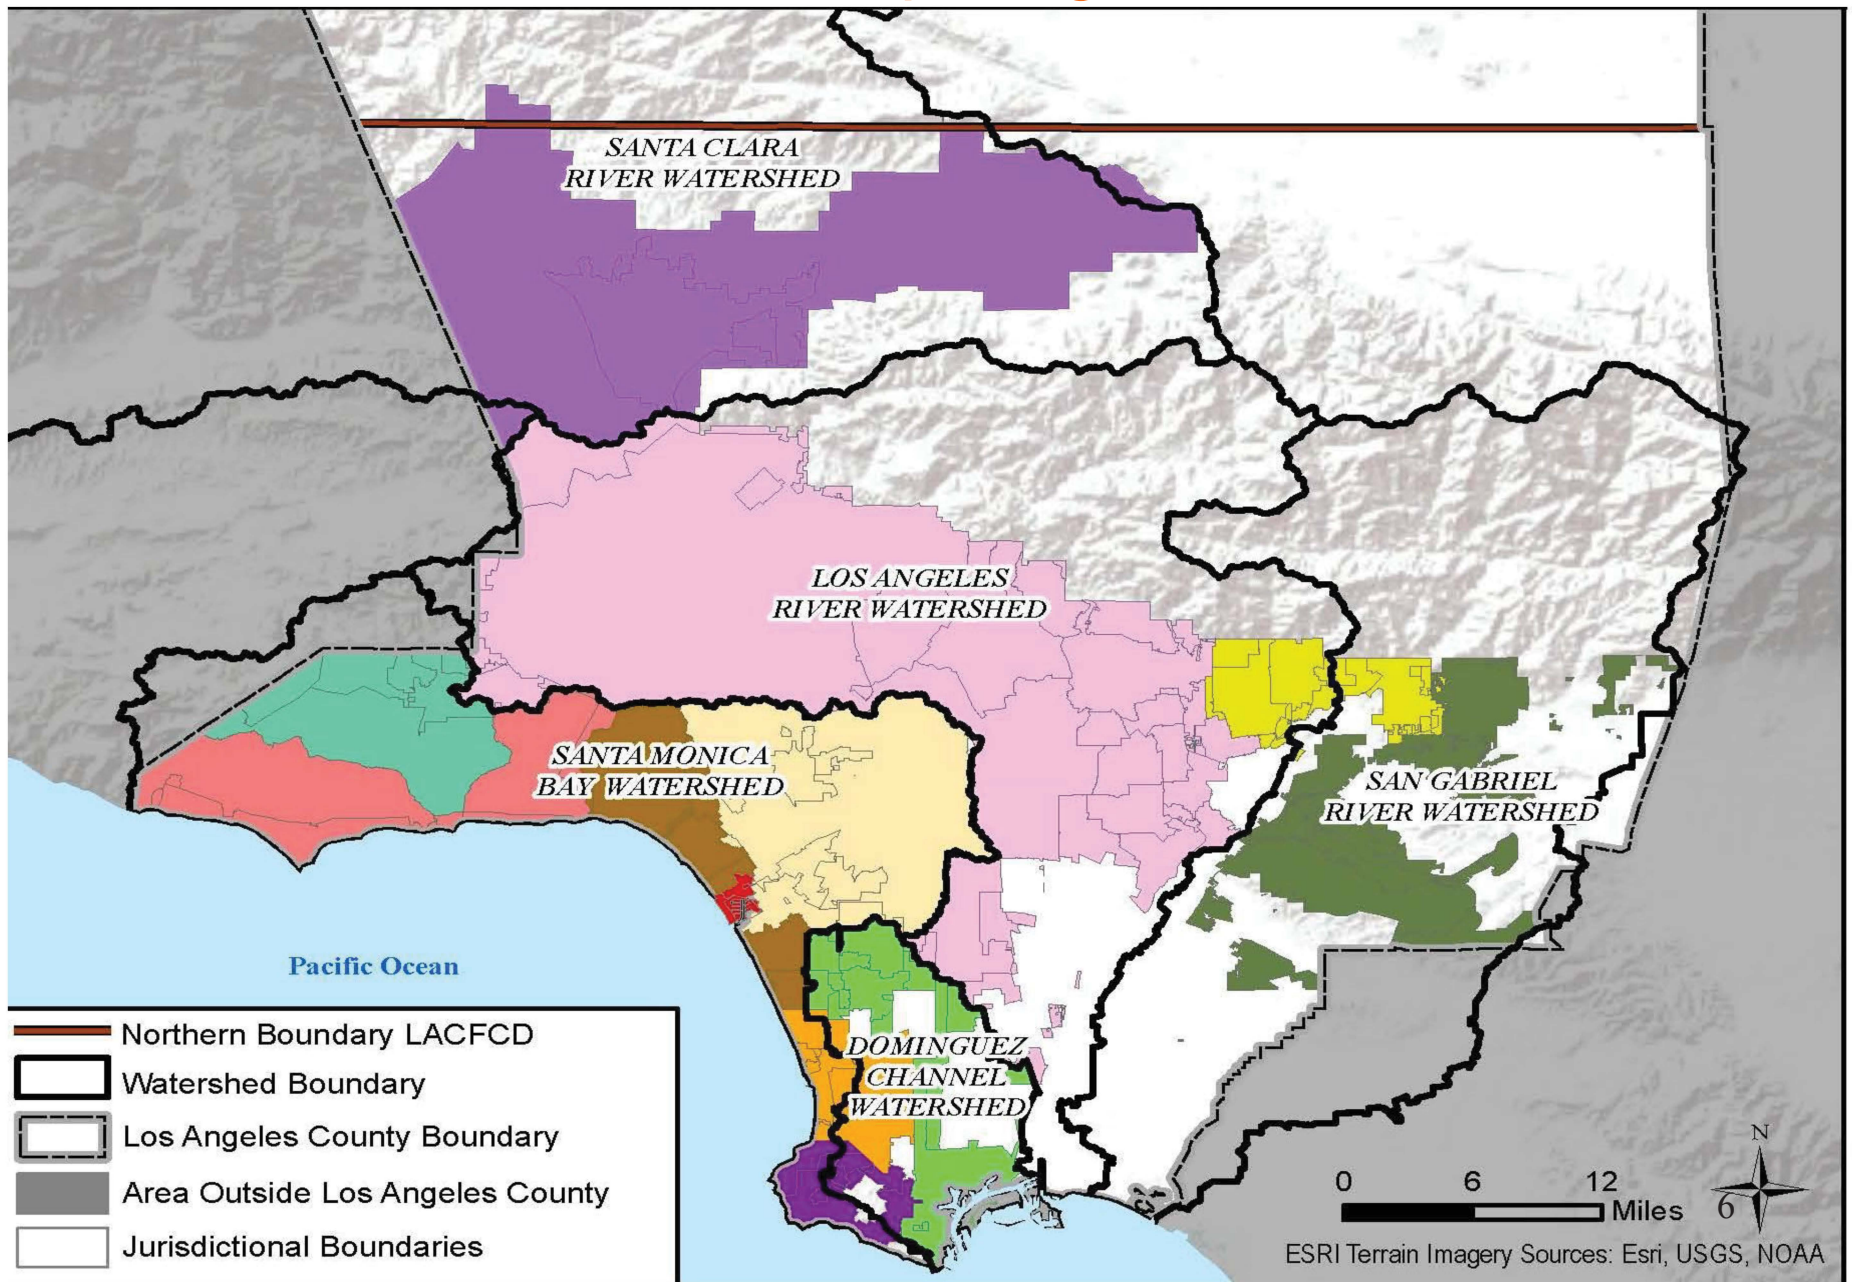 SANTA CLARA
RIVER WATERSHED
LOS ANGELES
RIVER WATERSHED
SANTA MONICA
BAY WATERSHED
SAN GABRIEL
RIVER WATERSHED
Pacific Ocean
DOMINGUEZ
CHANNEL
WATERSHED
Northern Boundary LACFCD
Watershed Boundary
Los Angeles County Boundary
Area Outside Los Angeles County
Jurisdictional Boundaries
N
0 6 12
Miles
6
ESRI Terrain Imagery Sources: Esri, USGS, NOAA